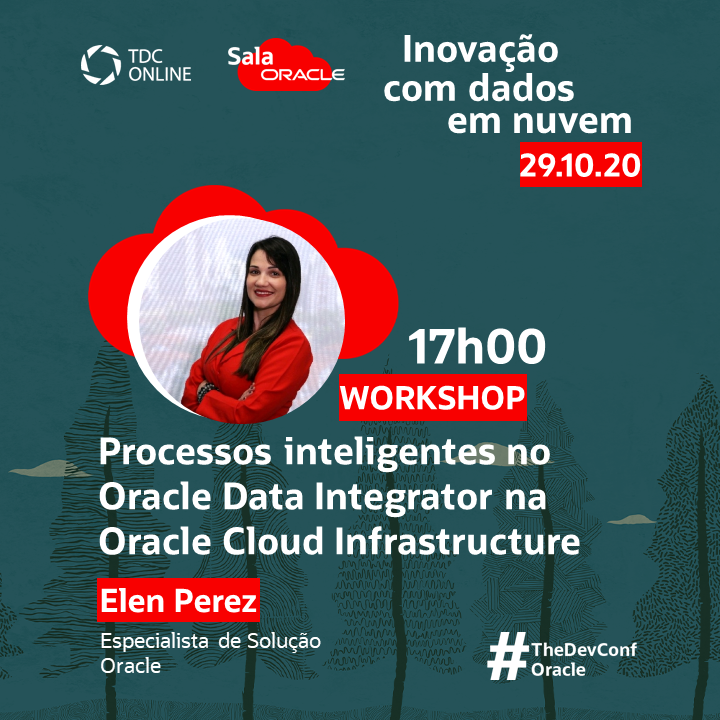 TDC
ONLINE
Sala
ORACLE
Inovação
com dados
em nuvem
29.10.20
17h00
WORKSHOP
Processos inteligentes no
Oracle Data Integrator na
Oracle Cloud Infrastructure
Elen Perez
Especialista de Solução
Oracle
#TheDevConf
Oracle